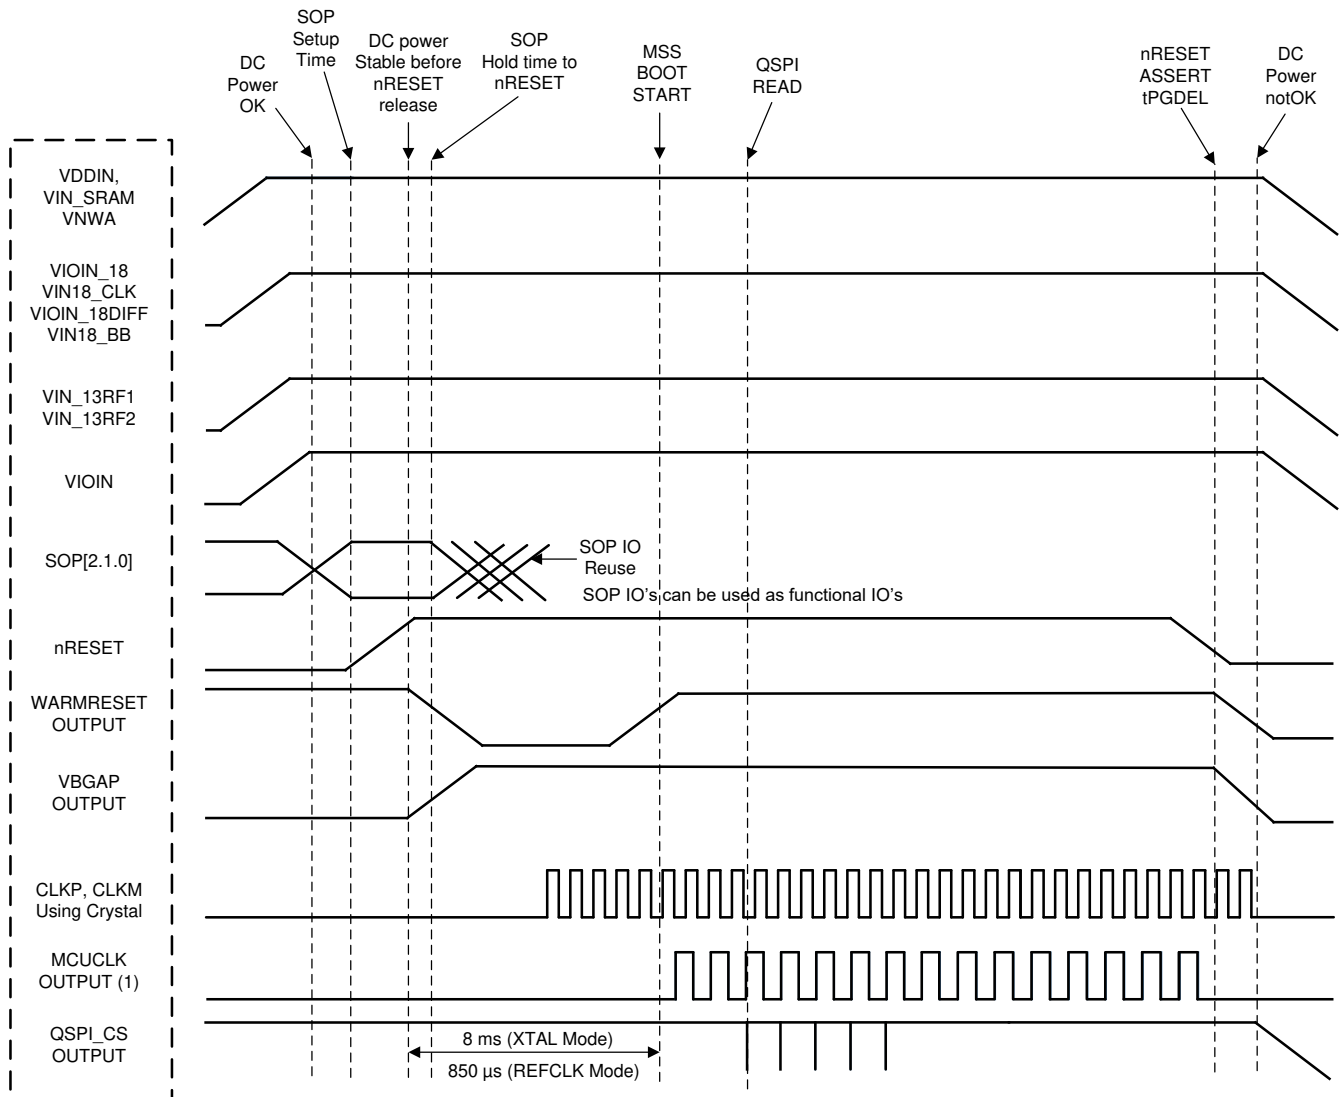 SOP
Setup
Time
DC
Power
OK
DC power
Stable before
nRESET
release
SOP
Hold time to
nRESET
MSS
BOOT
START
QSPI
READ
nRESET
ASSERT
tPGDEL
DC
Power
notOK
VDDIN,
VIN_SRAM
VNWA
VIOIN_18
VIN18_CLK
VIOIN_18DIFF
VIN18_BB
VIN_13RF1
VIN_13RF2
VIOIN
SOP[2.1.0]
SOP IO
Reuse
SOP IO's can be used as functional IO's
nRESET
WARMRESET
OUTPUT
VBGAP
OUTPUT
CLKP, CLKM
Using Crystal
MCUCLK
OUTPUT (1)
QSPI_CS
OUTPUT
8 ms (XTAL Mode)
850 µs (REFCLK Mode)